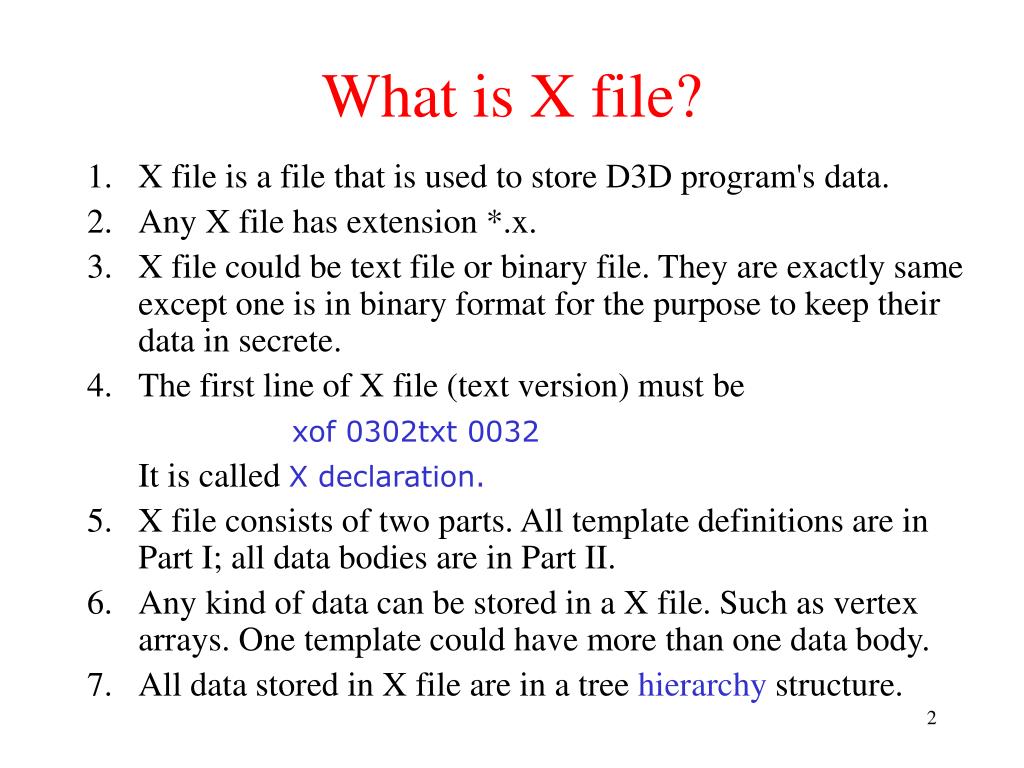 What is X file?
1. X file is a file that is used to store D3D program's data.
2. Any X file has extension *.x.
3. X file could be text file or binary file. They are exactly same
except one is in binary format for the purpose to keep their
data in secrete.
4. The first line of X file (text version) must be
xof 0302txt 0032
It is called X declaration.
5. X file consists of two parts. All template definitions are in
Part I; all data bodies are in Part II.
6. Any kind of data can be stored in a X file. Such as vertex
arrays. One template could have more than one data body.
7. All data stored in X file are in a tree hierarchy structure.
2